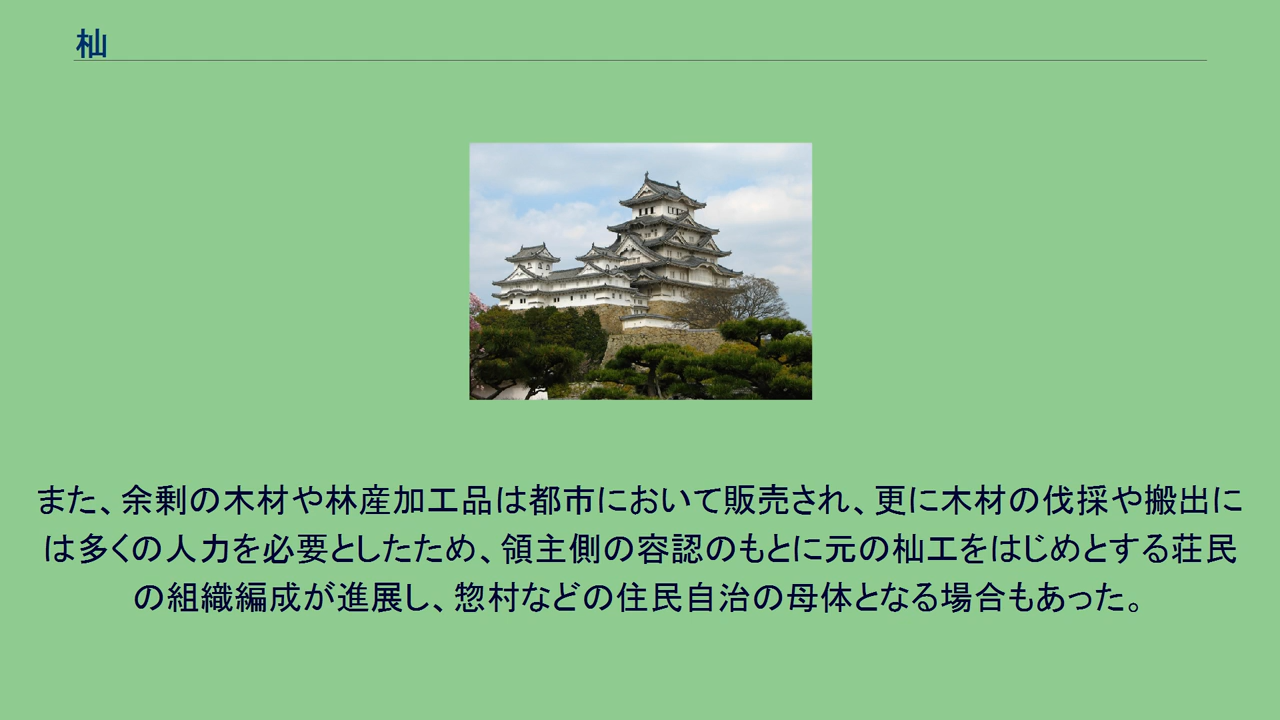 杣
また、余剰の木材や林産加工品は都市において販売され、更に木材の伐採や搬出に
は多くの人力を必要としたため、領主側の容認のもとに元の杣工をはじめとする荘民
の組織編成が進展し、惣村などの住民自治の母体となる場合もあった。